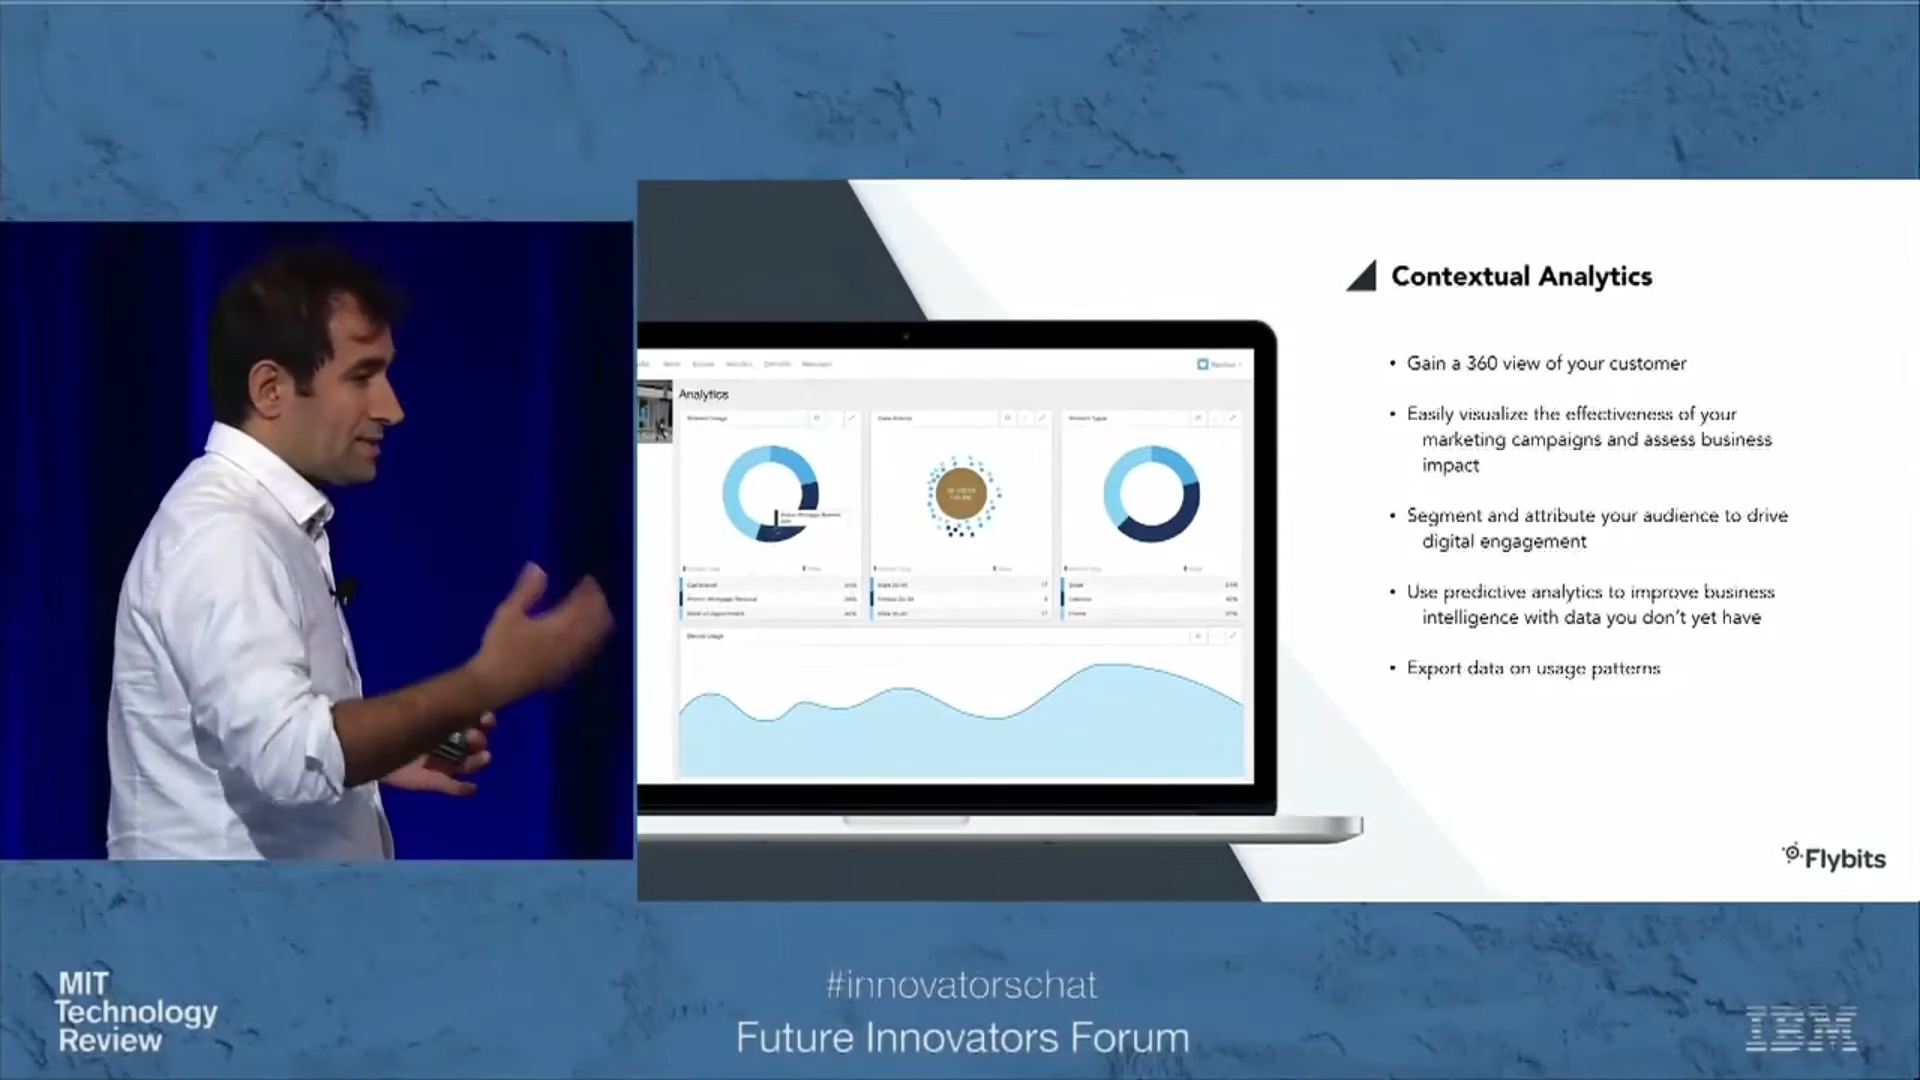 Contextual Analytics
• Gain a 360 view of your customer
• Easily visualize the effectiveness of your
marketing campaigns and assess business
impact
• Segment and attribute your audience to drive
digital engagement
• Use predictive analytics to improve business
intelligence with data you don't yet have
• Export data on usage patterns
Analytics
Flybits
MIT
Technology
Review
#innovatorschat
Future Innovators Forum
IBM